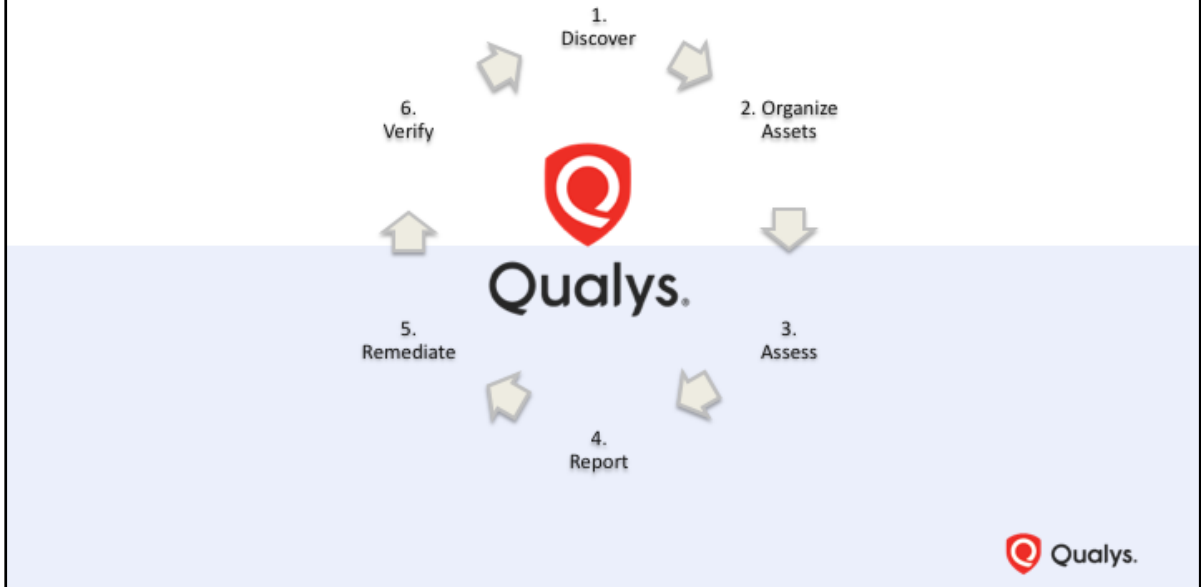 1.
Discover
2. Organize
Assets
3.
Assess
4.
Report
5.
Remediate
6.
Verify
Qualys.
Qualys.